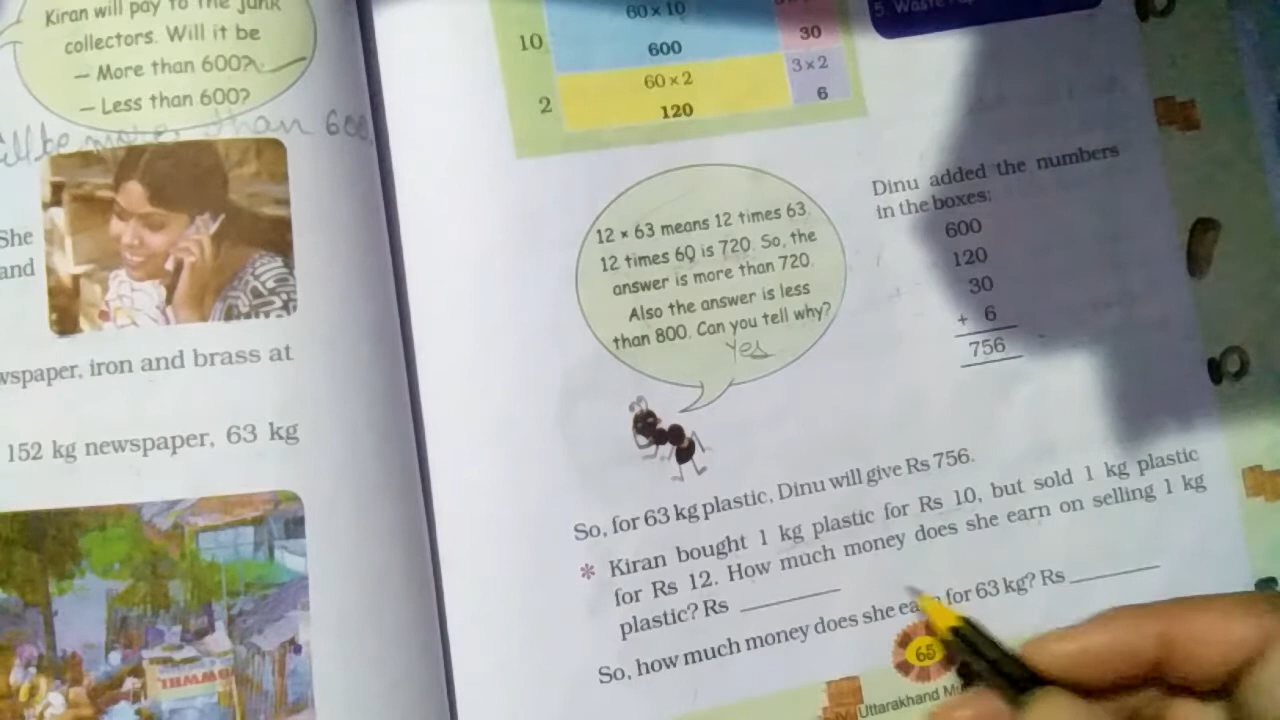 Kiran will pay to the junk
collectors. Will it be
– More than 600?
– Less than 600?
more than 600,
She
and
wspaper, iron and brass at
152 kg newspaper, 63 kg
10
60 x 10
600
30
2
60 x 2
120
3 x 2
6
5. Waste
12 × 63 means 12 times 63.
12 times 60 is 720. So, the
answer is more than 720.
Also the answer is less
than 800. Can you tell why?
Yes
Dinu added the numbers
in the boxes:
600
120
30
+ 6
756
So, for 63 kg plastic, Dinu will give Rs 756.
* Kiran bought 1 kg plastic for Rs 10, but sold 1 kg plastic
for Rs 12. How much money does she earn on selling 1 kg
plastic? Rs ________
So, how much money does she earn for 63 kg? Rs ________
65
Uttarakhand